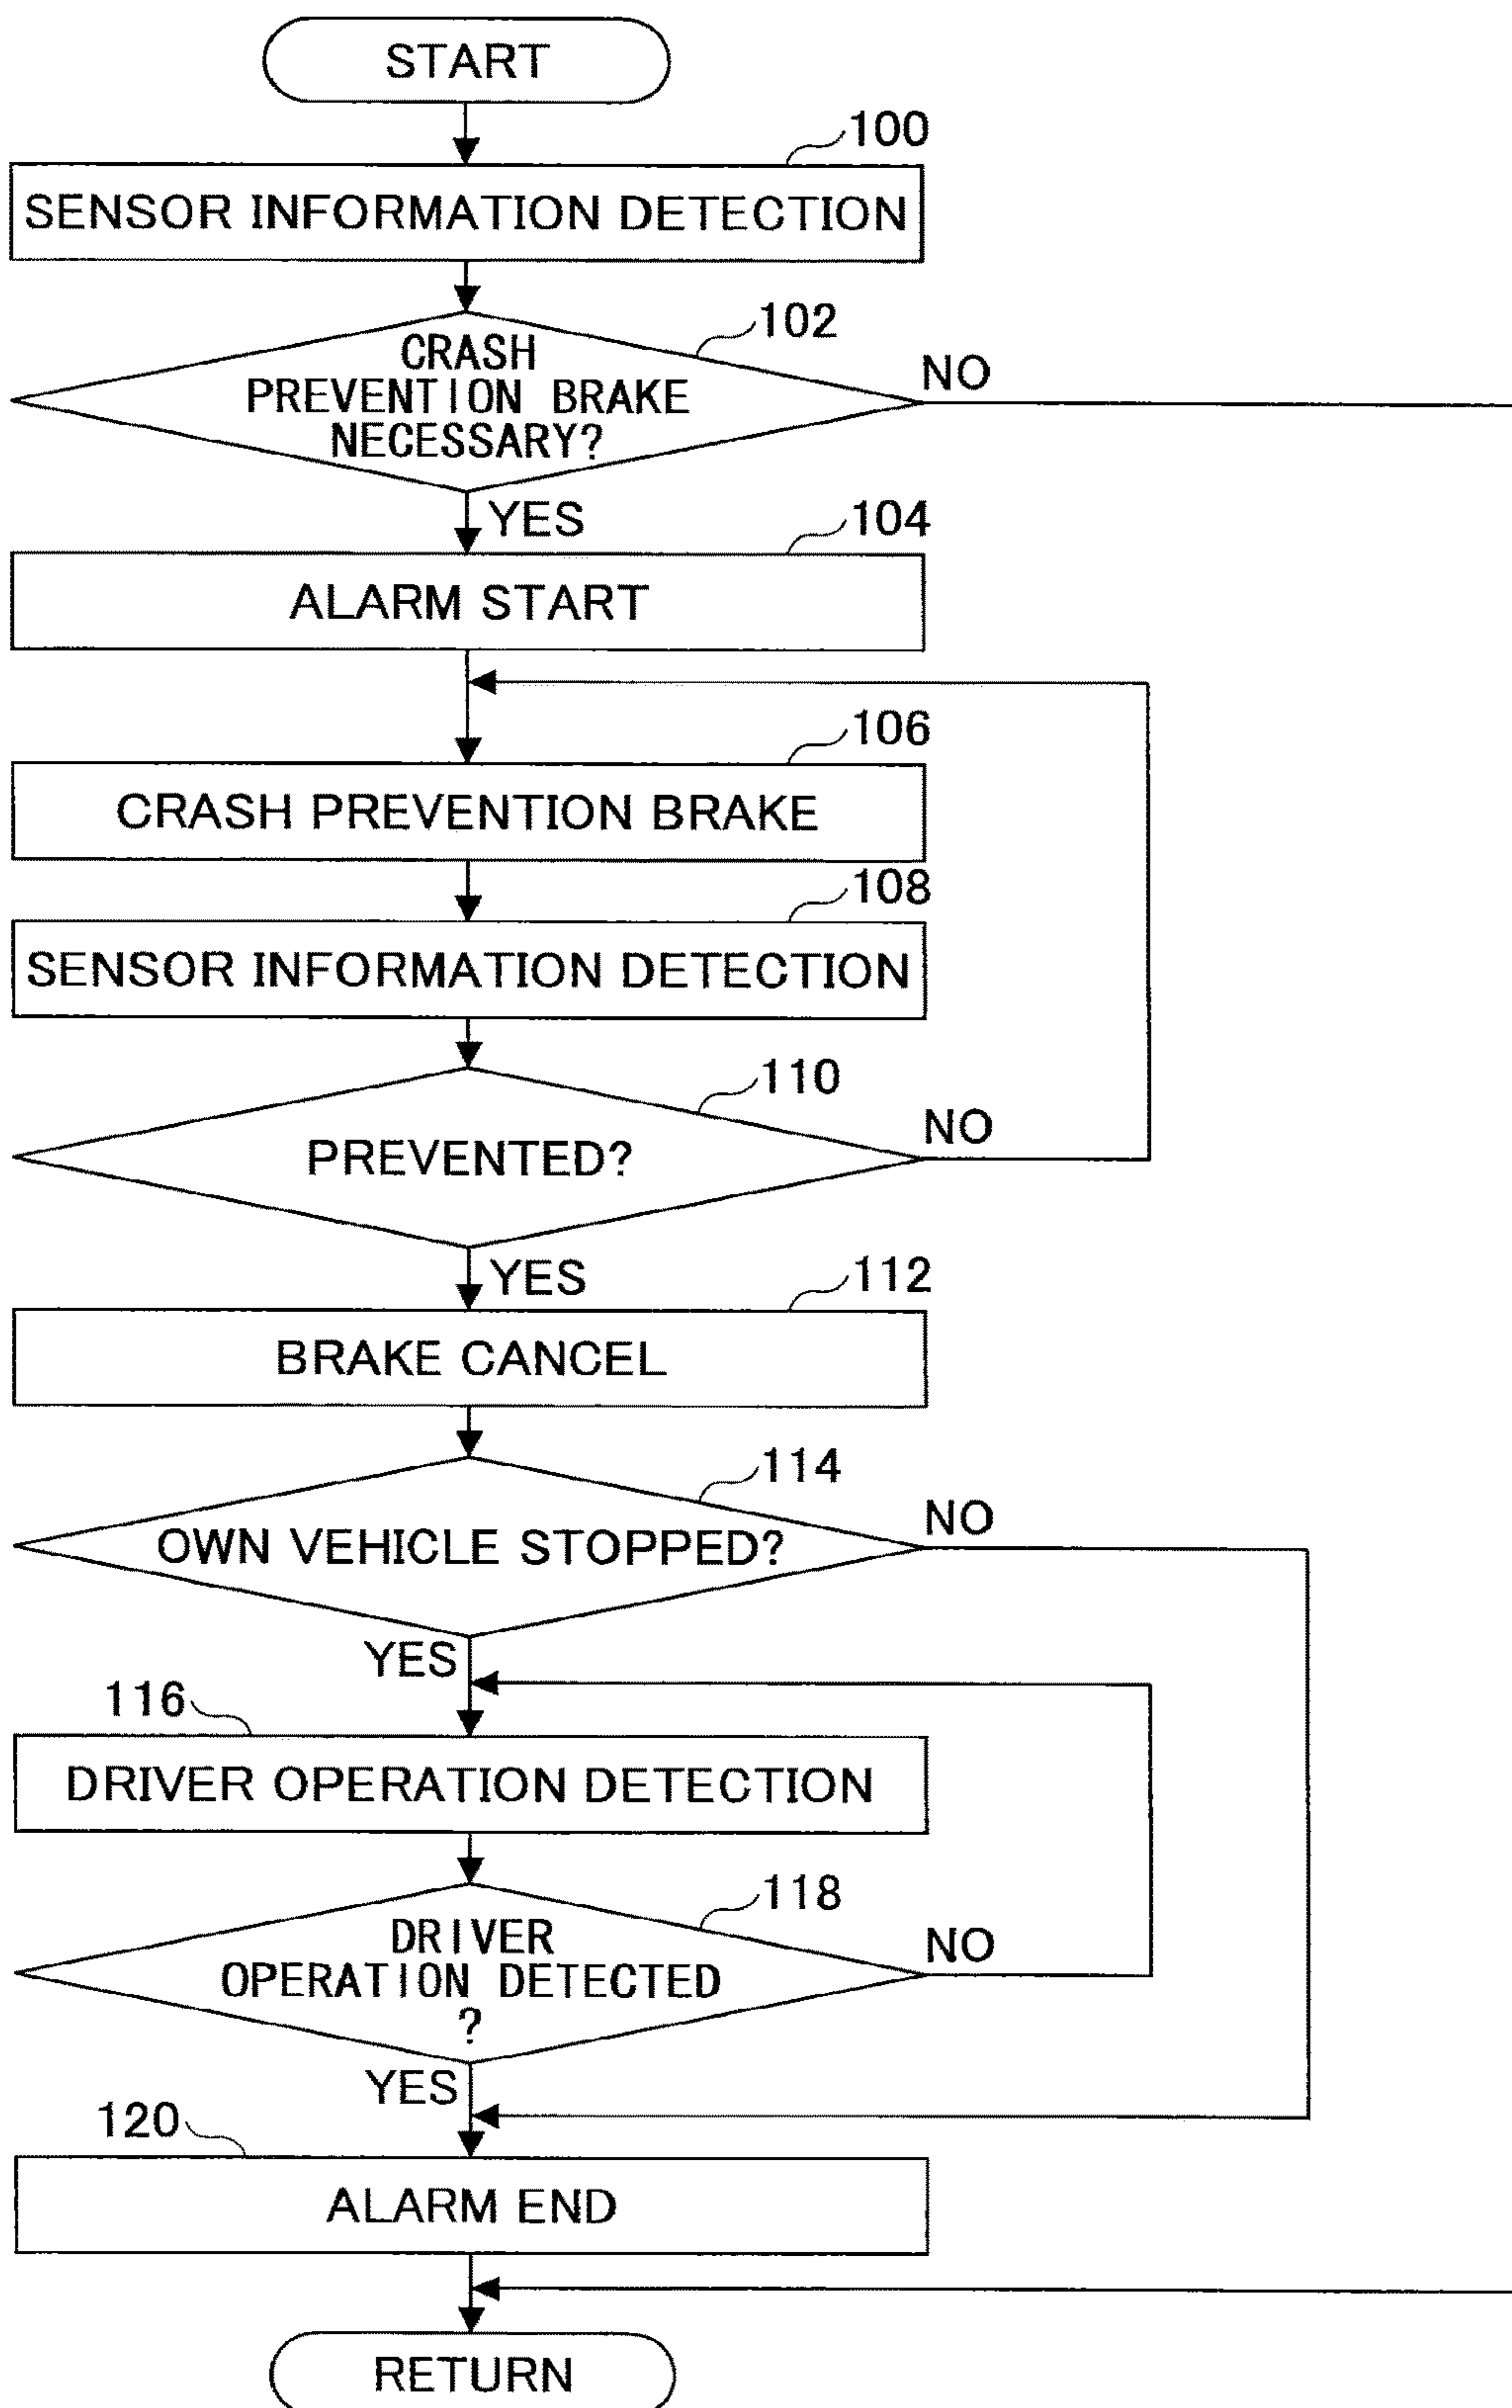 START
100
SENSOR INFORMATION DETECTION
102
CRASH
PREVENTION BRAKE
NECESSARY?
NO
YES
104
ALARM START
106
CRASH PREVENTION BRAKE
108
SENSOR INFORMATION DETECTION
110
PREVENTED?
NO
YES
112
BRAKE CANCEL
114
OWN VEHICLE STOPPED?
NO
YES
116
DRIVER OPERATION DETECTION
118
DRIVER
OPERATION DETECTED
?
NO
YES
120
ALARM END
RETURN